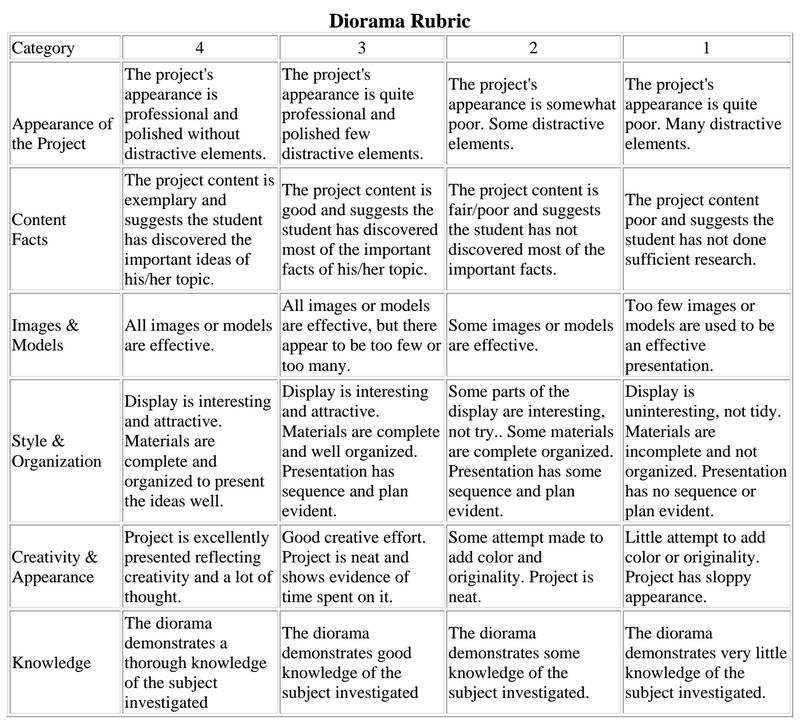 Diorama Rubric
Category
4
3
2
1
Appearance of
the Project
The project's
appearance is
professional and
polished without
distractive elements.
The project's
appearance is quite
professional and
polished few
distractive elements.
The project's
appearance is somewhat
poor. Some distractive
elements.
The project's
appearance is quite
poor. Many distractive
elements.
Content
Facts
The project content is
exemplary and
suggests the student
has discovered the
important ideas of
his/her topic.
The project content is
good and suggests the
student has discovered
most of the important
facts of his/her topic.
The project content is
fair/poor and suggests
the student has not
discovered most of the
important facts.
The project content
poor and suggests the
student has not done
sufficient research.
Images &
Models
All images or models
are effective.
All images or models
are effective, but there
appear to be too few or
too many.
Some images or models
are effective.
Too few images or
models are used to be
an effective
presentation.
Style &
Organization
Display is interesting
and attractive.
Materials are
complete and
organized to present
the ideas well.
Display is interesting
and attractive.
Materials are complete
and well organized.
Presentation has
sequence and plan
evident.
Some parts of the
display are interesting,
not try.. Some materials
are complete organized.
Presentation has some
sequence and plan
evident.
Display is
uninteresting, not tidy.
Materials are
incomplete and not
organized. Presentation
has no sequence or
plan evident.
Creativity &
Appearance
Project is excellently
presented reflecting
creativity and a lot of
thought.
Good creative effort.
Project is neat and
shows evidence of
time spent on it.
Some attempt made to
add color and
originality. Project is
neat.
Little attempt to add
color or originality.
Project has sloppy
appearance.
Knowledge
The diorama
demonstrates a
thorough knowledge
of the subject
investigated
The diorama
demonstrates good
knowledge of the
subject investigated
The diorama
demonstrates some
knowledge of the
subject investigated.
The diorama
demonstrates very little
knowledge of the
subject investigated.